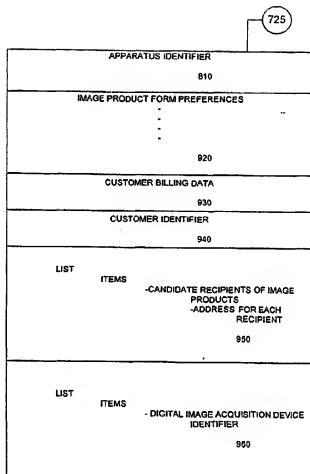 725
APPARATUS IDENTIFIER
810
IMAGE PRODUCT FORM PREFERENCES
920
CUSTOMER BILLING DATA
930
CUSTOMER IDENTIFIER
940
LIST
ITEMS
-CANDIDATE RECIPIENTS OF IMAGE
PRODUCTS
-ADDRESS FOR EACH
RECIPIENT
950
LIST
ITEMS
- DIGITAL IMAGE ACQUISITION DEVICE
IDENTIFIER
960